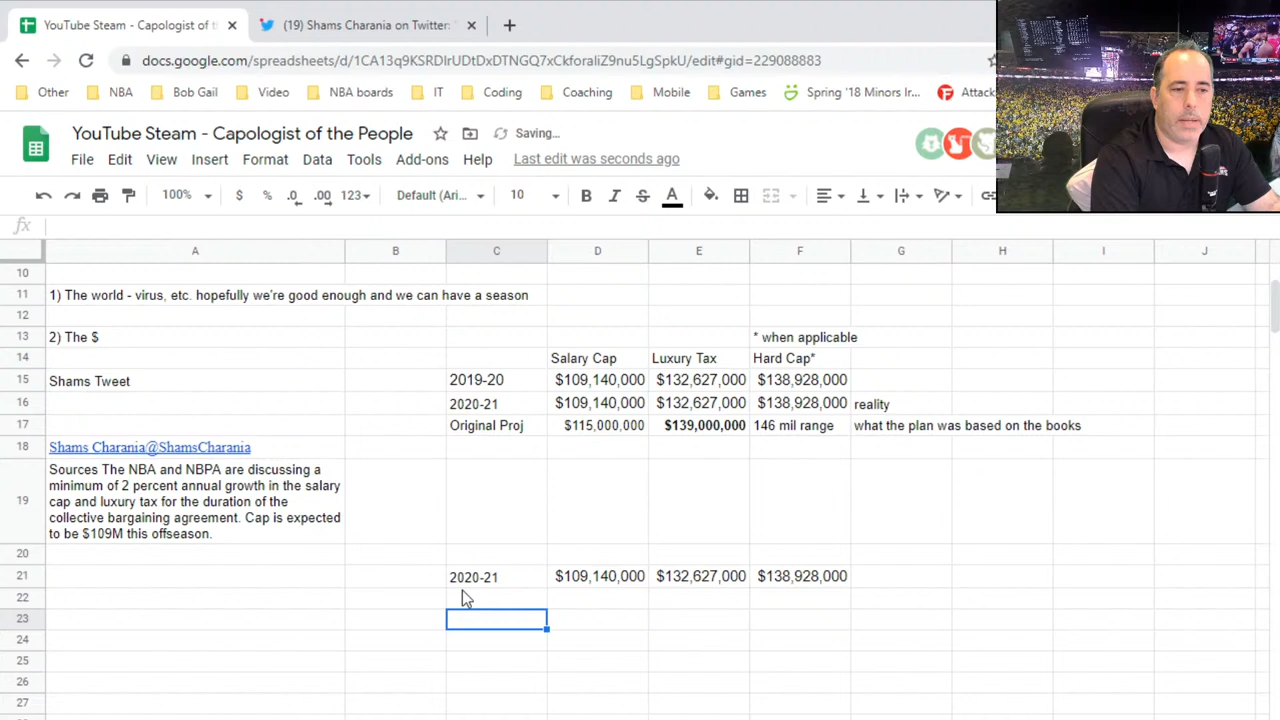 YouTube Steam - Capologist of t
(19) Shams Charania on Twitter: "
docs.google.com/spreadsheets/d/1CA13q9KSRDIrUDtDxDTNGQ7xCkforaliZ9nu5LgSpkU/edit#gid=229088883
Other NBA Bob Gail Video NBA boards IT Coding Coaching Mobile Games Spring '18 Minors Ir... Attack
YouTube Steam - Capologist of the People Saving...
File Edit View Insert Format Data Tools Add-ons Help Last edit was seconds ago
100% $ % .0 .00 123 Default (Ari... 10 B I S A
fx
A B C D E F G H I J
10
11 1) The world - virus, etc. hopefully we're good enough and we can have a season
12
13 2) The $ * when applicable
14 Salary Cap Luxury Tax Hard Cap*
15 Shams Tweet 2019-20 $109,140,000 $132,627,000 $138,928,000
16 2020-21 $109,140,000 $132,627,000 $138,928,000 reality
17 Original Proj $115,000,000 $139,000,000 146 mil range what the plan was based on the books
18 Shams Charania@ShamsCharania
Sources The NBA and NBPA are discussing a
minimum of 2 percent annual growth in the salary
19 cap and luxury tax for the duration of the
collective bargaining agreement. Cap is expected
to be $109M this offseason.
20
21 2020-21 $109,140,000 $132,627,000 $138,928,000
22
23
24
25
26
27